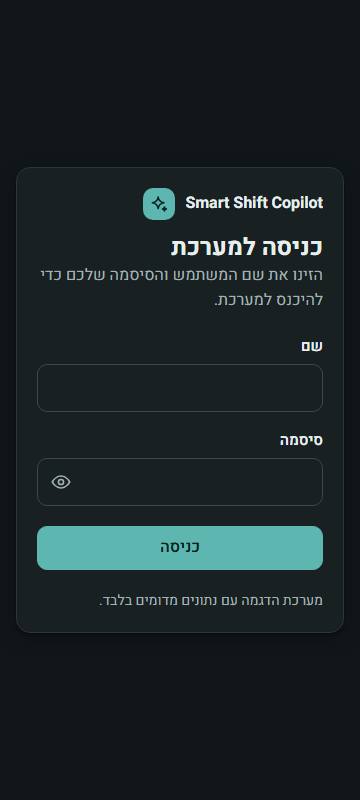 Smart Shift Copilot
כניסה למערכת
הזינו את שם המשתמש והסיסמה שלכם כדי
להיכנס למערכת.
שם
סיסמה
כניסה
מערכת הדגמה עם נתונים מדומים בלבד.